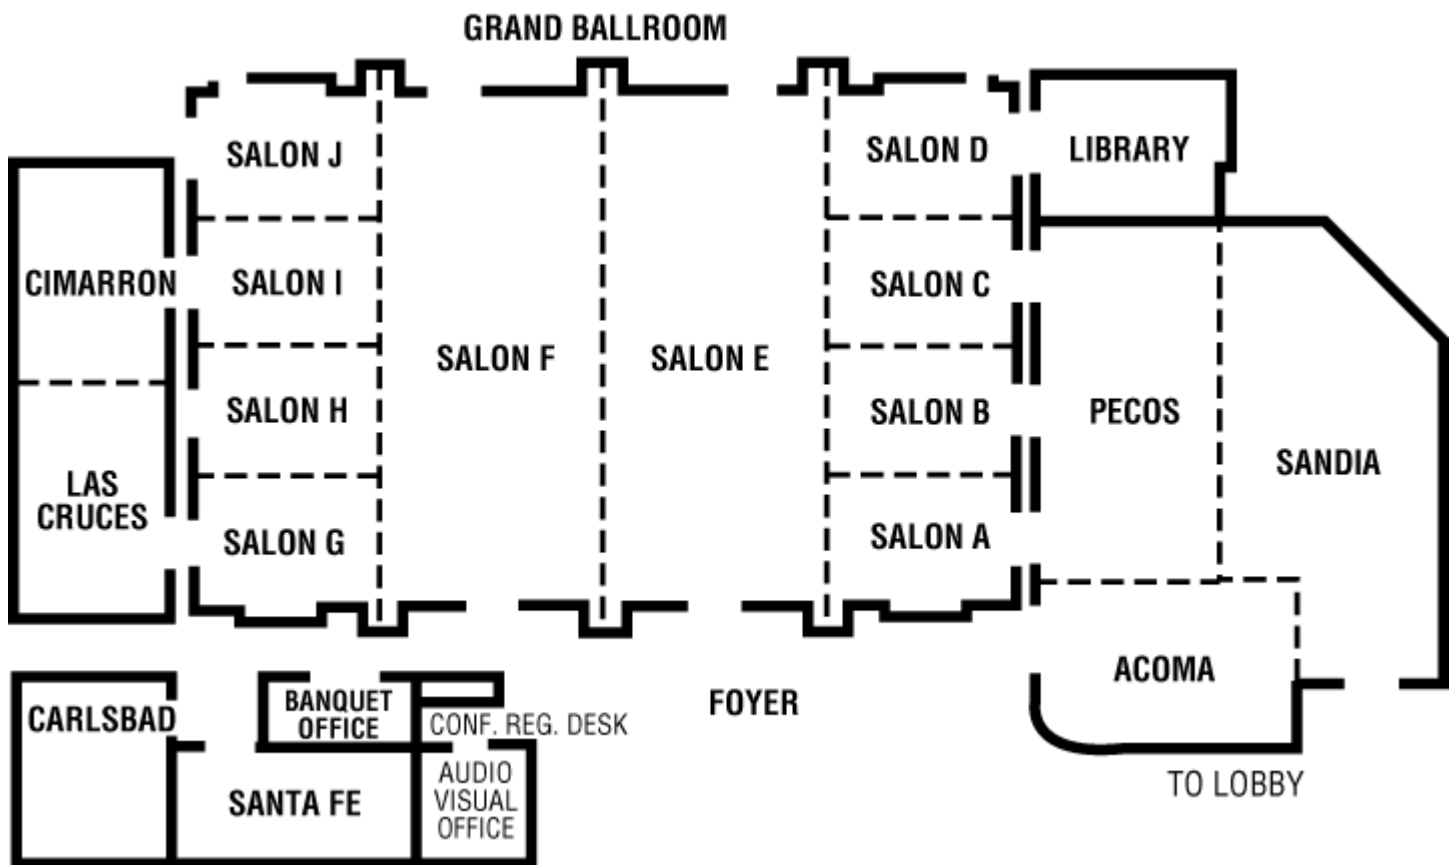 GRAND BALLROOM
SALON J
SALON D
LIBRARY
CIMARRON
SALON I
SALON C
SALON F
SALON E
SALON H
SALON B
PECOS
SANDIA
LAS
CRUCES
SALON G
SALON A
ACOMA
CARLSBAD
BANQUET
OFFICE
FOYER
CONF. REG. DESK
SANTA FE
AUDIO
VISUAL
OFFICE
TO LOBBY